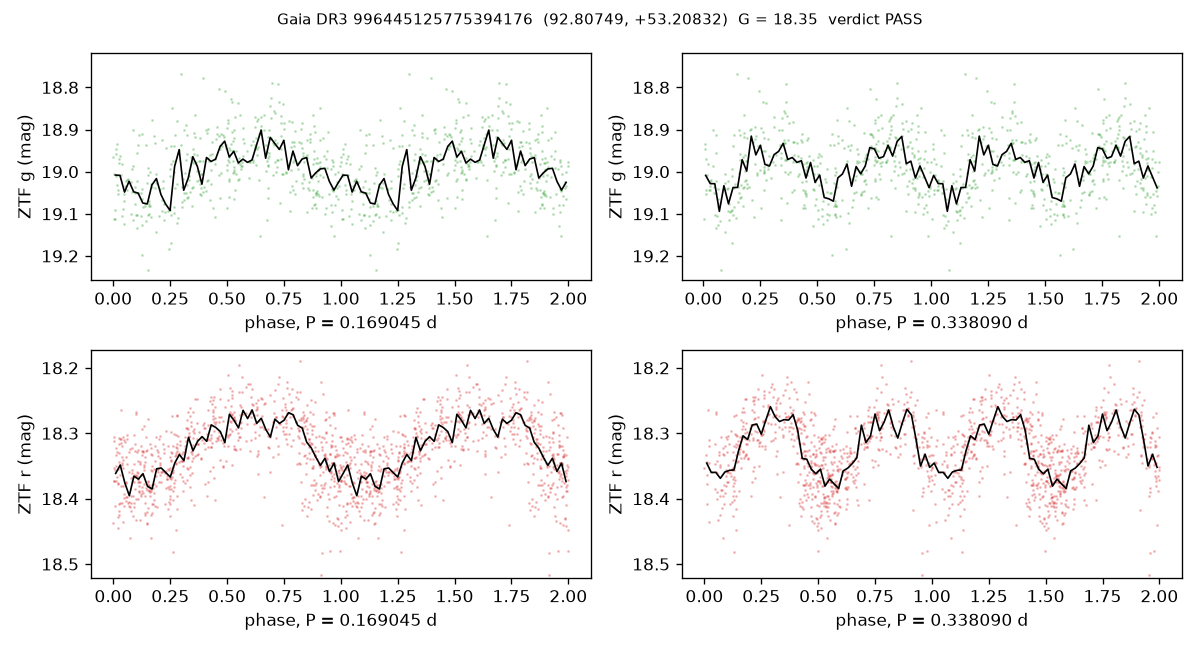 Gaia DR3 996445125775394176 (92.80749, +53.20832) G = 18.35 verdict PASS
ZTF g (mag)
18.8
18.9
19.0
19.1
19.2
0.00 0.25 0.50 0.75 1.00 1.25 1.50 1.75 2.00
phase, P = 0.169045 d
ZTF g (mag)
18.8
18.9
19.0
19.1
19.2
0.00 0.25 0.50 0.75 1.00 1.25 1.50 1.75 2.00
phase, P = 0.338090 d
ZTF r (mag)
18.2
18.3
18.4
18.5
0.00 0.25 0.50 0.75 1.00 1.25 1.50 1.75 2.00
phase, P = 0.169045 d
ZTF r (mag)
18.2
18.3
18.4
18.5
0.00 0.25 0.50 0.75 1.00 1.25 1.50 1.75 2.00
phase, P = 0.338090 d